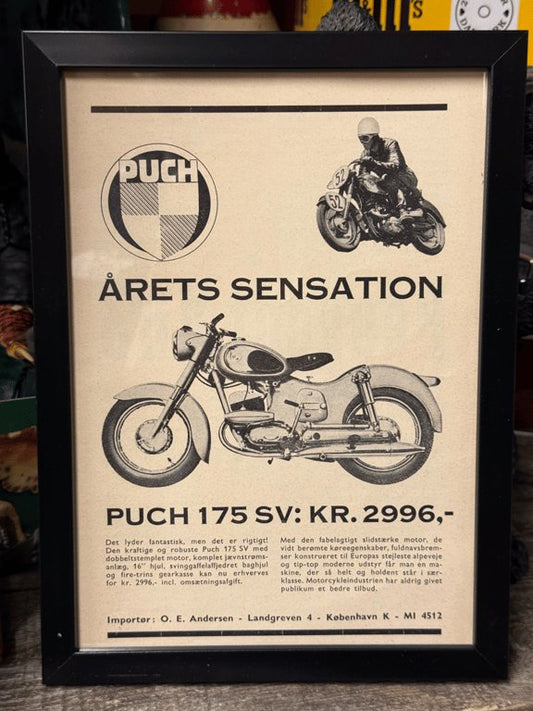 PUCH
52
52
ÅRETS SENSATION
PUCH 175 SV: KR. 2996,-
Det lyder fantastisk, men det er rigtigt!
Den kraftige og robuste Puch 175 SV med
dobbeltstemplet motor, komplet jævnstrøms-
anlæg, 16" hjul, svinggaffelaffjedret baghjul
og fire-trins gearkasse kan nu erhverves
for kr. 2996,- incl. omsætningsafgift.
Med den fabelagtigt slidstærke motor, de
vidt berømte køreegenskaber, fuldnavsbrem-
ser konstrueret til Europas stejleste alpeveje
og tip-top moderne udstyr får man en ma-
skine, der så helt og holdent står i sær-
klasse. Motorcykleindustrien har aldrig givet
publikum et bedre tilbud.
Importør: O. E. Andersen - Landgreven 4 - København K - MI 4512